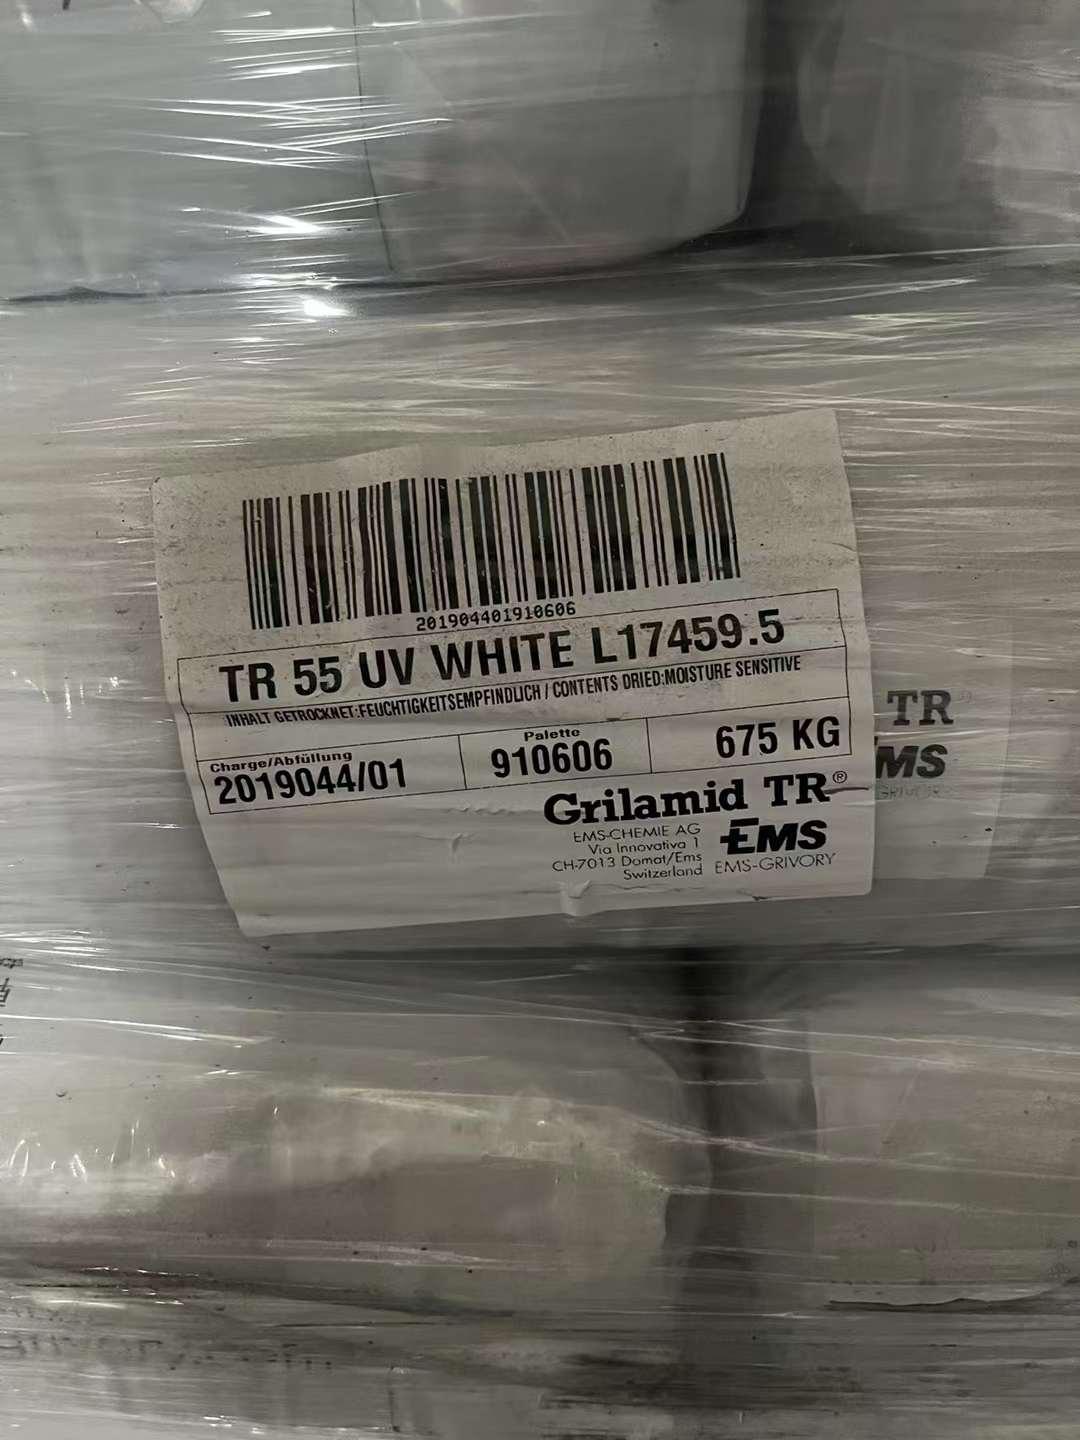 201904401910606
TR 55 UV WHITE L17459.5
INHALT GETROCKNET:FEUCHTIGKEITSEMPFINDLICH / CONTENTS DRIED:MOISTURE SENSITIVE
Charge/Abfüllung
2019044/01
Palette
910606
675 KG
Grilamid TR®
EMS-CHEMIE AG
Via Innovativa 1
CH-7013 Domat/Ems
Switzerland
EMS
EMS-GRIVORY
TR
EMS